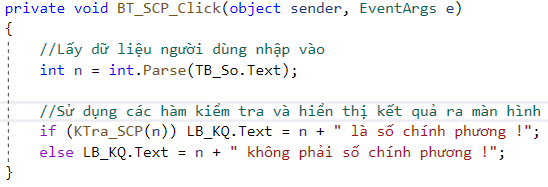 private void BT_SCP_Click(object sender, EventArgs e)
{
//Lấy dữ liệu người dùng nhập vào
int n = int.Parse(TB_So.Text);
//Sử dụng các hàm kiểm tra và hiển thị kết quả ra màn hình
if (KTra_SCP(n)) LB_KQ.Text = n + " là số chính phương !";
else LB_KQ.Text = n + " không phải số chính phương !";
}